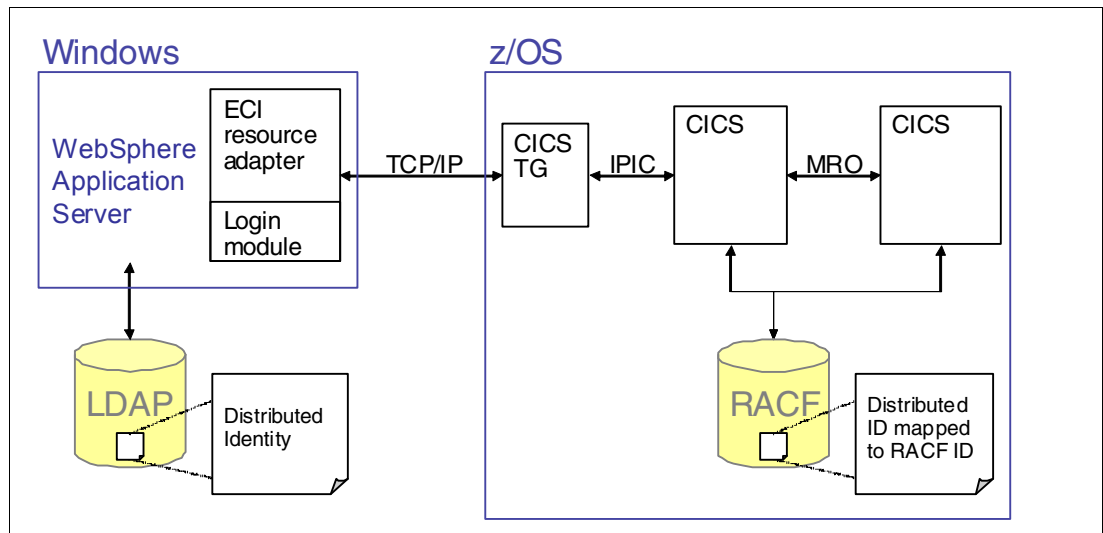 Windows
WebSphere
Application
Server
ECI
resource
adapter
Login
module
TCP/IP
z/OS
CICS
TG
IPIC
CICS
MRO
CICS
LDAP
Distributed
Identity
RACF
Distributed
ID mapped
to RACF ID